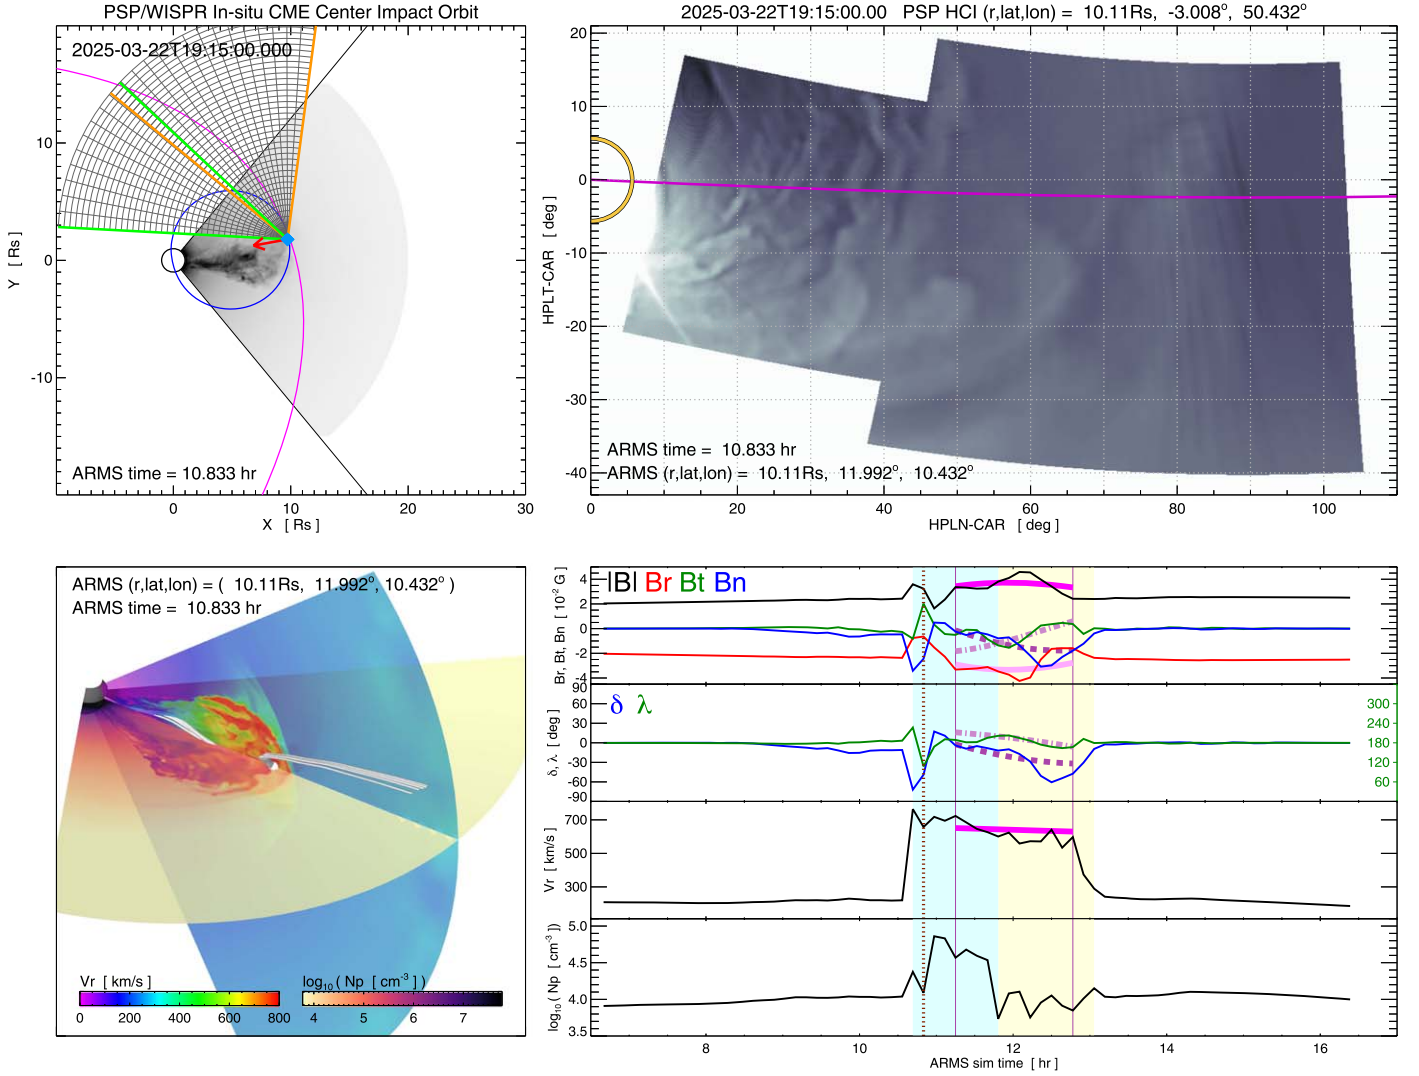 PSP/WISPR In-situ CME Center Impact Orbit
2025-03-22T19:15:00.000
10
0
-10
Y [ Rs ]
ARMS time = 10.833 hr
0 10 20 30
X [ Rs ]
2025-03-22T19:15:00.00 PSP HCI (r,lat,lon) = 10.11Rs, -3.008°, 50.432°
20
10
0
-10
-20
-30
-40
HPLT-CAR [ deg ]
ARMS time = 10.833 hr
ARMS (r,lat,lon) = 10.11Rs, 11.992°, 10.432°
0 20 40 60 80 100
HPLN-CAR [ deg ]
ARMS (r,lat,lon) = ( 10.11Rs, 11.992°, 10.432° )
ARMS time = 10.833 hr
Vr [ km/s ]
0 200 400 600 800
log10( Np [ cm-3 ] )
4 5 6 7
|B| Br Bt Bn
Br, Bt, Bn [ 10-2 G ]
4
2
0
-2
-4
δ λ
δ, λ [ deg ]
90
60
30
0
-30
-60
-90
300
240
180
120
60
Vr [ km/s ]
700
500
300
log10( Np [ cm-3 ] )
5.0
4.5
4.0
3.5
8 10 12 14 16
ARMS sim time [ hr ]